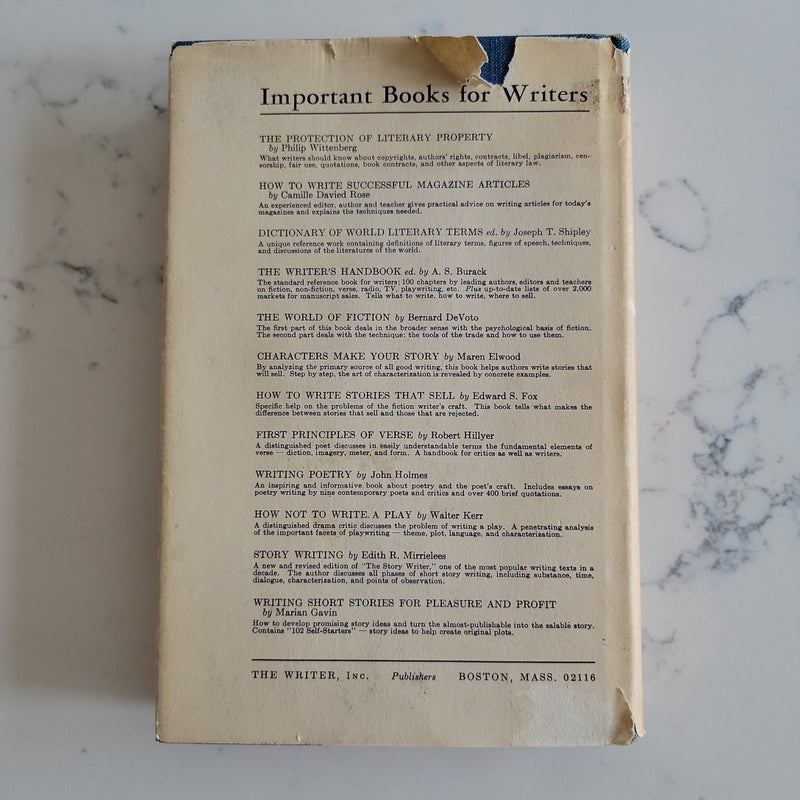 Important Books for Writers
THE PROTECTION OF LITERARY PROPERTY
by Philip Wittenberg
What writers should know about copyrights, authors' rights, contracts, libel, plagiarism, cen-
sorship, fair use, quotations, book contracts, and other aspects of literary law.
HOW TO WRITE SUCCESSFUL MAGAZINE ARTICLES
by Camille Davied Rose
An experienced editor, author and teacher gives practical advice on writing articles for today's
magazines and explains the techniques needed.
DICTIONARY OF WORLD LITERARY TERMS ed. by Joseph T. Shipley
A unique reference work containing definitions of literary terms, figures of speech, techniques,
and discussions of the literatures of the world.
THE WRITER'S HANDBOOK ed. by A. S. Burack
The standard reference book for writers; 100 chapters by leading authors, editors and teachers
on fiction, non-fiction, verse, radio, TV, playwriting, etc. Plus up-to-date lists of over 2,000
markets for manuscript sales. Tells what to write, how to write, where to sell.
THE WORLD OF FICTION by Bernard DeVoto
The first part of this book deals in the broader sense with the psychological basis of fiction.
The second part deals with the technique: the tools of the trade and how to use them.
CHARACTERS MAKE YOUR STORY by Maren Elwood
By analyzing the primary source of all good writing, this book helps authors write stories that
will sell. Step by step, the art of characterization is revealed by concrete examples.
HOW TO WRITE STORIES THAT SELL by Edward S. Fox
Specific help on the problems of the fiction writer's craft. This book tells what makes the
difference between stories that sell and those that are rejected.
FIRST PRINCIPLES OF VERSE by Robert Hillyer
A distinguished poet discusses in easily understandable terms the fundamental elements of
verse — diction, imagery, meter, and form. A handbook for critics as well as writers.
WRITING POETRY by John Holmes
An inspiring and informative book about poetry and the poet's craft. Includes essays on
poetry writing by nine contemporary poets and critics and over 400 brief quotations.
HOW NOT TO WRITE A PLAY by Walter Kerr
A distinguished drama critic discusses the problem of writing a play. A penetrating analysis
of the important facets of playwriting — theme, plot, language, and characterization.
STORY WRITING by Edith R. Mirrielees
A new and revised edition of "The Story Writer," one of the most popular writing texts in a
decade. The author discusses all phases of short story writing, including substance, time,
dialogue, characterization, and points of observation.
WRITING SHORT STORIES FOR PLEASURE AND PROFIT
by Marian Gavin
How to develop promising story ideas and turn the almost-publishable into the salable story.
Contains "102 Self-Starters" — story ideas to help create original plots.
THE WRITER, INC. Publishers BOSTON, MASS. 02116